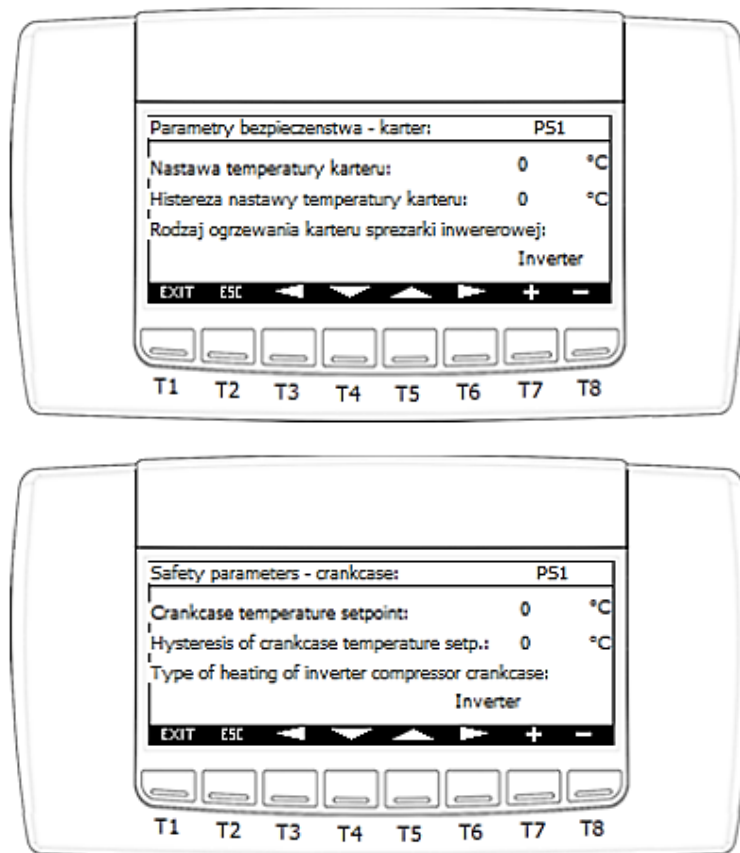 Parametry bezpieczenstwa - karter: PS1
Nastawa temperatury karteru: 0 °C
Histereza nastawy temperatury karteru: 0 °C
Rodzaj ogrzewania karteru sprezarki inwererowej:
Inverter
EXIT ESC + -
T1 T2 T3 T4 T5 T6 T7 T8
Safety parameters - crankcase: PS1
Crankcase temperature setpoint: 0 °C
Hysteresis of crankcase temperature setp.: 0 °C
Type of heating of inverter compressor crankcase:
Inverter
EXIT ESC + -
T1 T2 T3 T4 T5 T6 T7 T8